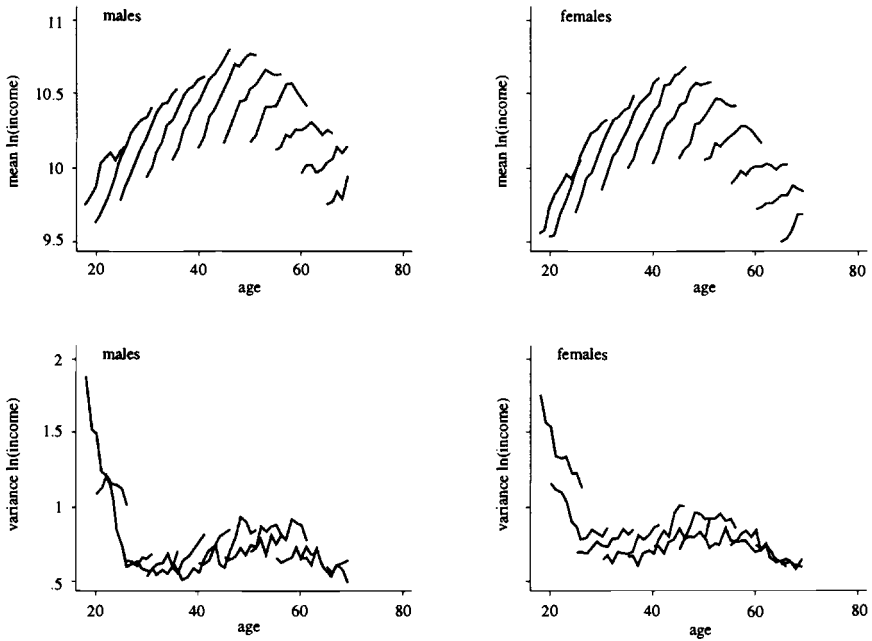 males
11
10.5
10
9.5
mean ln(income)
20 40 60 80
age
females
mean ln(income)
20 40 60 80
age
males
2
1.5
1
.5
variance ln(income)
20 40 60 80
age
females
variance ln(income)
20 40 60 80
age